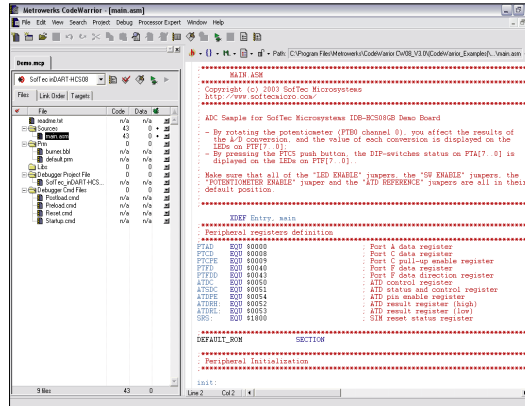 Metrowerks CodeWarrior - [main.asm]
File Edit View Search Project Debug Processor Expert Window Help
Path: C:\Program Files\Metrowerks\CodeWarrior CW08_V3.0\(CodeWarrior_Examples)\...\main.asm
Demo.mcp
SofTec inDART-HCS08
Files Link Order Targets
File Code Data
readme.txt n/a n/a
Sources 43 0
main.asm 43 0
Prm 0 0
burner.bbl n/a n/a
default.prm n/a n/a
Libs 0 0
Debugger Project File 0 0
SofTec_inDART-HCS... n/a n/a
Debugger Cmd Files 0 0
Postload.cmd n/a n/a
Preload.cmd n/a n/a
Reset.cmd n/a n/a
Startup.cmd n/a n/a
9 files 43 0
MAIN ASM
; Copyright (c) 2003 SofTec Microsystems
; http://www.softecmicro.com/
; ADC Sample for SofTec Microsystems IDB-HCS08GB Demo Board
; - By rotating the potentiometer (PTB0 channel 0), you affect the results of
; the A/D conversion, and the value of each conversion is displayed on the
; LEDs on PTF[7..0].
; - By pressing the PTC5 push button, the DIP-switches status on PTA[7..0] is
; displayed on the LEDs on PTF[7..0].
; Make sure that all of the "LED ENABLE" jumpers, the "SW ENABLE" jumpers, the
; "POTENTIOMETER ENABLE" jumper and the "ATD REFERENCE" jumpers are all in their
; default position.
XDEF Entry, main
; Peripheral registers definition
PTAD EQU $0000 ; Port A data register
PTCD EQU $0008 ; Port C data register
PTCPE EQU $0009 ; Port C pull-up enable register
PTFD EQU $0040 ; Port F data register
PTFDD EQU $0043 ; Port F data direction register
ATDC EQU $0050 ; ATD control register
ATDSC EQU $0051 ; ATD status and control register
ATDPE EQU $0054 ; ATD pin enable register
ATDRH: EQU $0052 ; ATD result register (high)
ATDRL: EQU $0053 ; ATD result register (low)
SRS: EQU $1800 ; SIM reset status register
DEFAULT_ROM SECTION
; Peripheral Initialization
init:
Line 2 Col 2